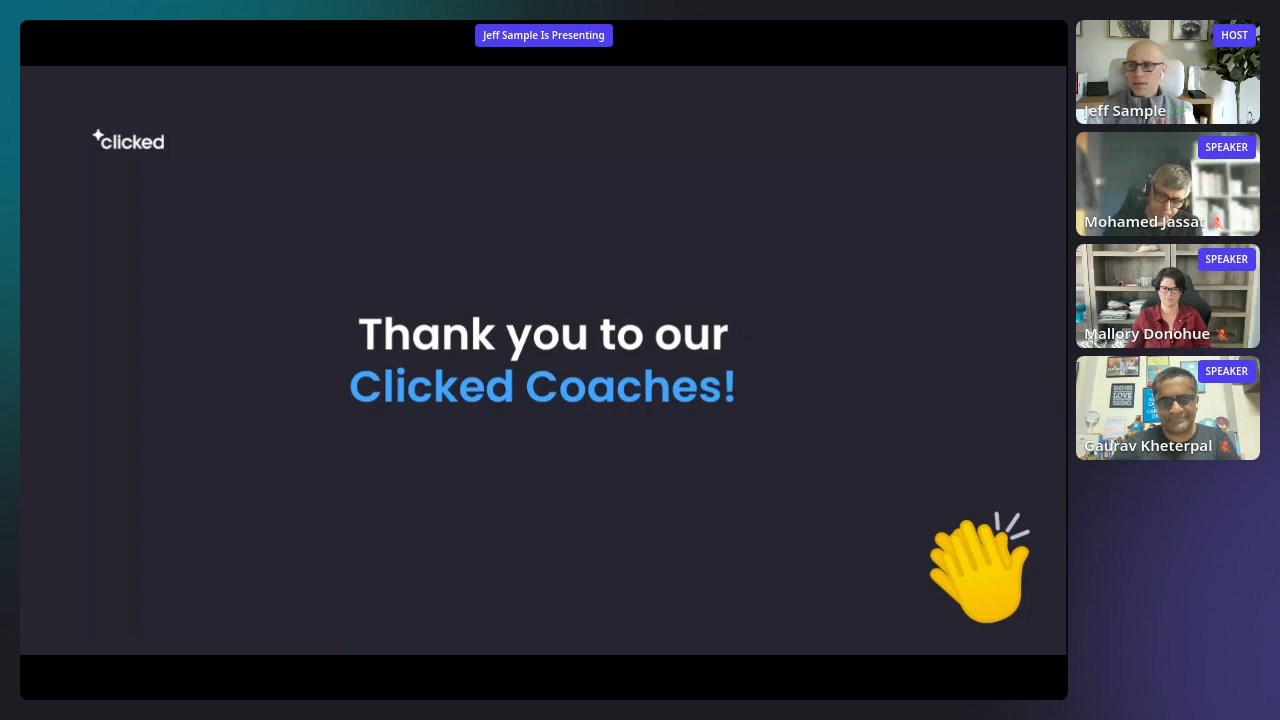 Jeff Sample Is Presenting
clicked
Thank you to our
Clicked Coaches!
HOST
Jeff Sample
SPEAKER
Mohamed Jassat
SPEAKER
Mallory Donohue
SPEAKER
LOVE
Gaurav Kheterpal